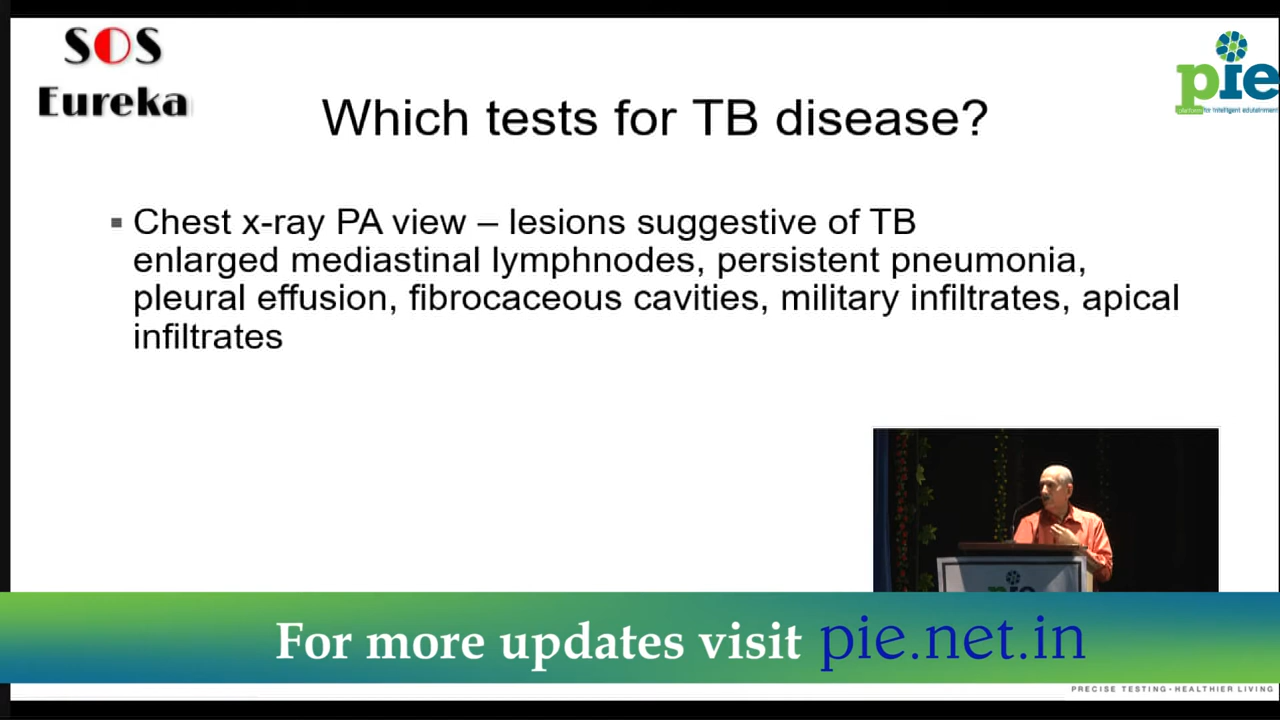 SOS
Eureka
pie
Which tests for TB disease?
▪ Chest x-ray PA view – lesions suggestive of TB
enlarged mediastinal lymphnodes, persistent pneumonia,
pleural effusion, fibrocaceous cavities, military infiltrates, apical
infiltrates
pie
For more updates visit pie.net.in
PRECISE TESTING • HEALTHIER LIVING